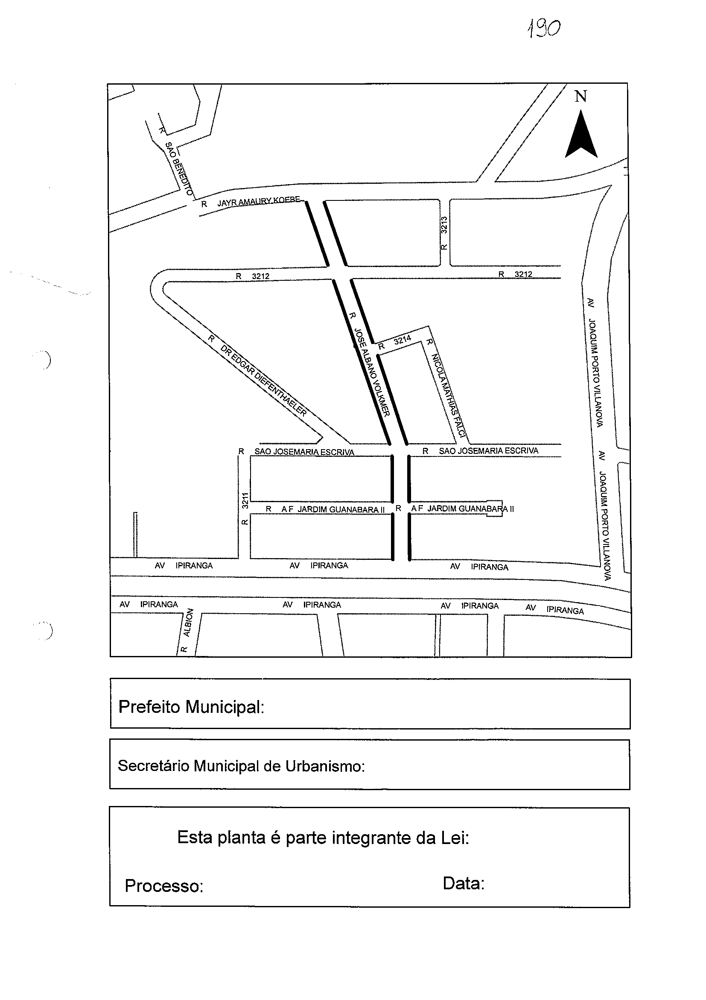 190
N
R SAO BENEDITO
R JAYR AMAURY KOEBE
R 3213
R 3212
R 3212
R JOSE ALBANO VOLKMER
R 3214
R NICOLA MATHIAS FALCI
R DR EDGAR DIEFENTHAELER
AV JOAQUIM PORTO VILLANOVA
R SAO JOSEMARIA ESCRIVA
R SAO JOSEMARIA ESCRIVA
AV JOAQUIM PORTO VILLANOVA
R 3211
R A F JARDIM GUANABARA II
R A F JARDIM GUANABARA II
AV IPIRANGA
AV IPIRANGA
AV IPIRANGA
AV IPIRANGA
AV IPIRANGA
AV IPIRANGA
AV IPIRANGA
R ALBION
Prefeito Municipal:
Secretário Municipal de Urbanismo:
Esta planta é parte integrante da Lei:
Processo:
Data: